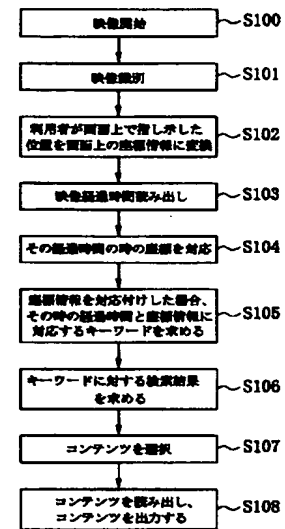 映像開始
S100
映像識別
S101
利用者が画面上で指し示した
位置を画面上の座標情報に変換
S102
映像経過時間読み出し
S103
その経過時間の時の座標を対応
S104
座標情報を対応付けした場合、
その時の経過時間と座標情報に
対応するキーワードを求める
S105
キーワードに対する検索結果
を求める
S106
コンテンツを選択
S107
コンテンツを読み出し、
コンテンツを出力する
S108